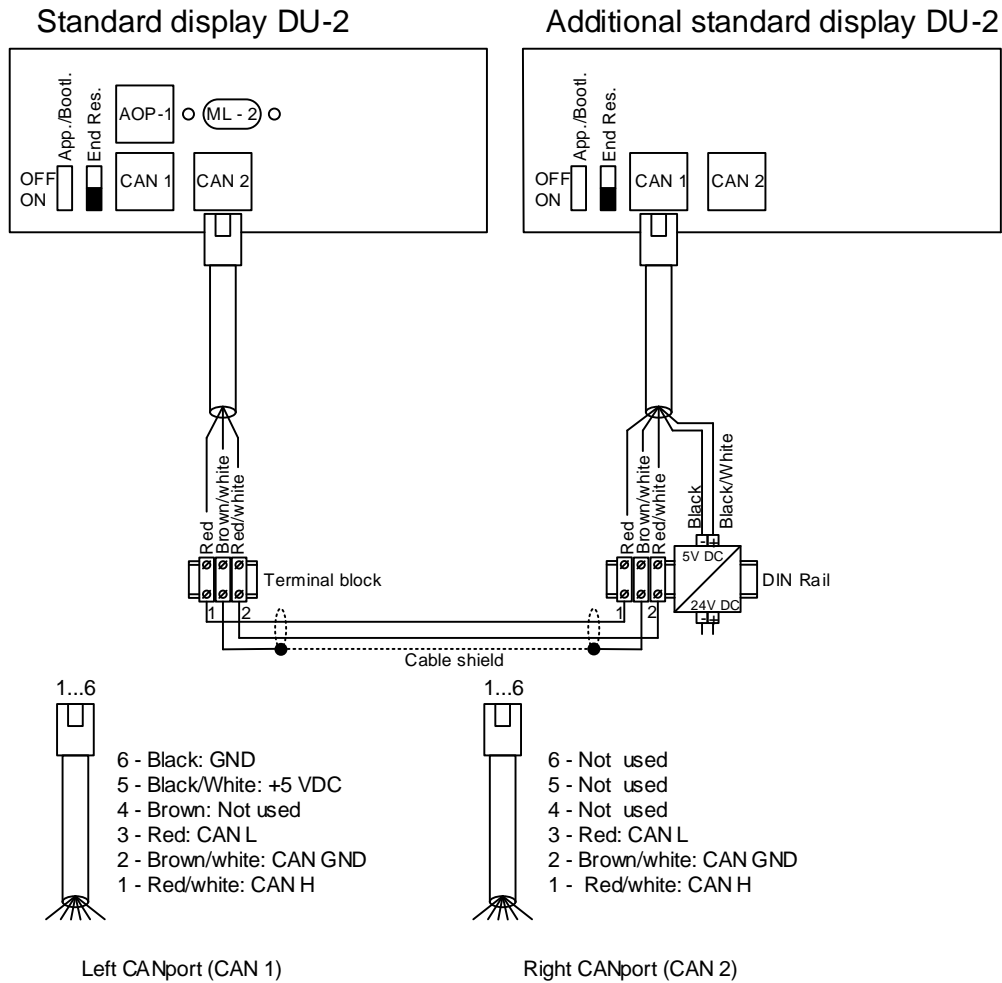 Standard display DU-2
Additional standard display DU-2
App./Bootl.
End Res.
AOP-1
ML - 2
OFF
ON
CAN 1
CAN 2
App./Bootl.
End Res.
OFF
ON
CAN 1
CAN 2
Red
Brown/white
Red/white
Red
Brown/white
Red/white
Black
Black/White
- +
5V DC
Terminal block
DIN Rail
24V DC
- +
1 2
1 2
Cable shield
1...6
6 - Black: GND
5 - Black/White: +5 VDC
4 - Brown: Not used
3 - Red: CAN L
2 - Brown/white: CAN GND
1 - Red/white: CAN H
Left CANport (CAN 1)
1...6
6 - Not used
5 - Not used
4 - Not used
3 - Red: CAN L
2 - Brown/white: CAN GND
1 - Red/white: CAN H
Right CANport (CAN 2)